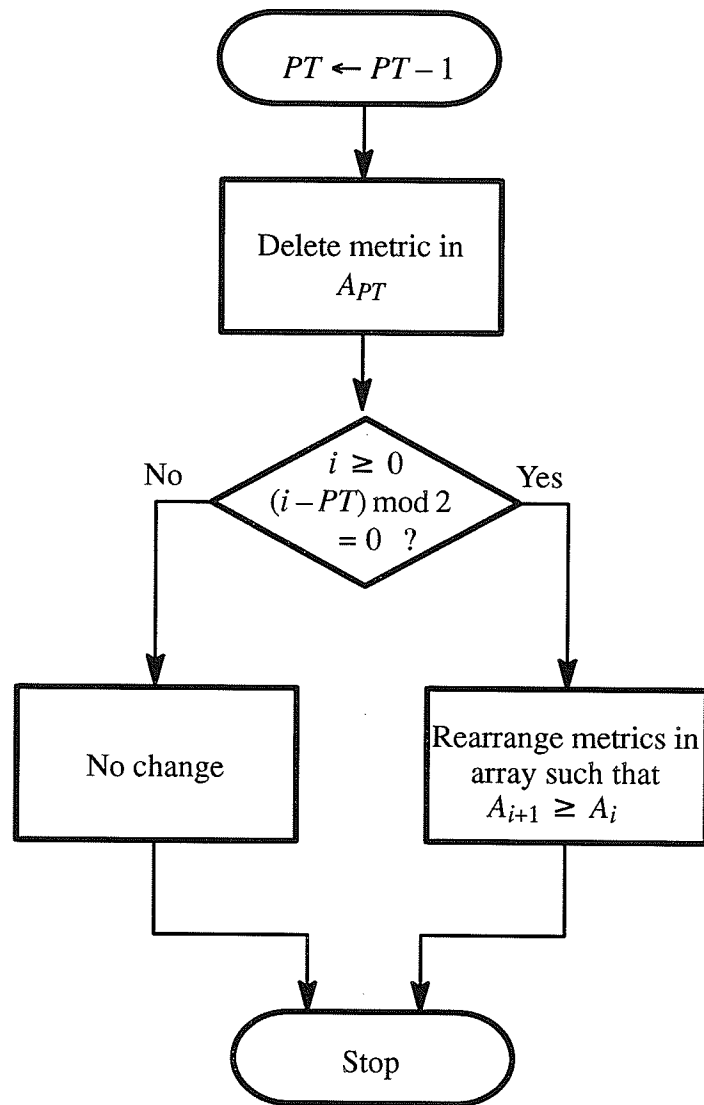 PT ← PT − 1
Delete metric in
A_PT
i ≥ 0
No
Yes
(i − PT) mod 2
= 0 ?
No change
Rearrange metrics in
array such that
A_i+1 ≥ A_i
Stop